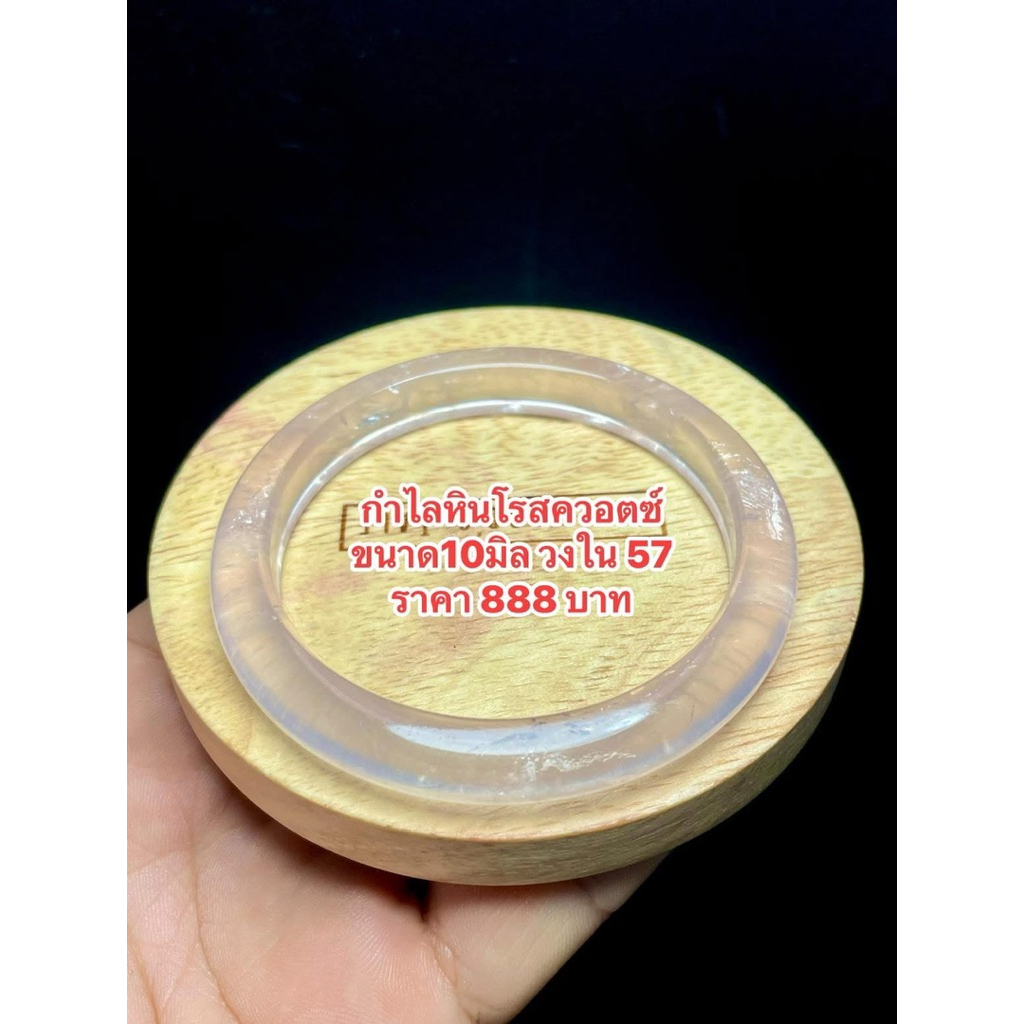 กำไลหินโรสควอตซ์
ขนาด10มิล วงใน 57
ราคา 888 บาท